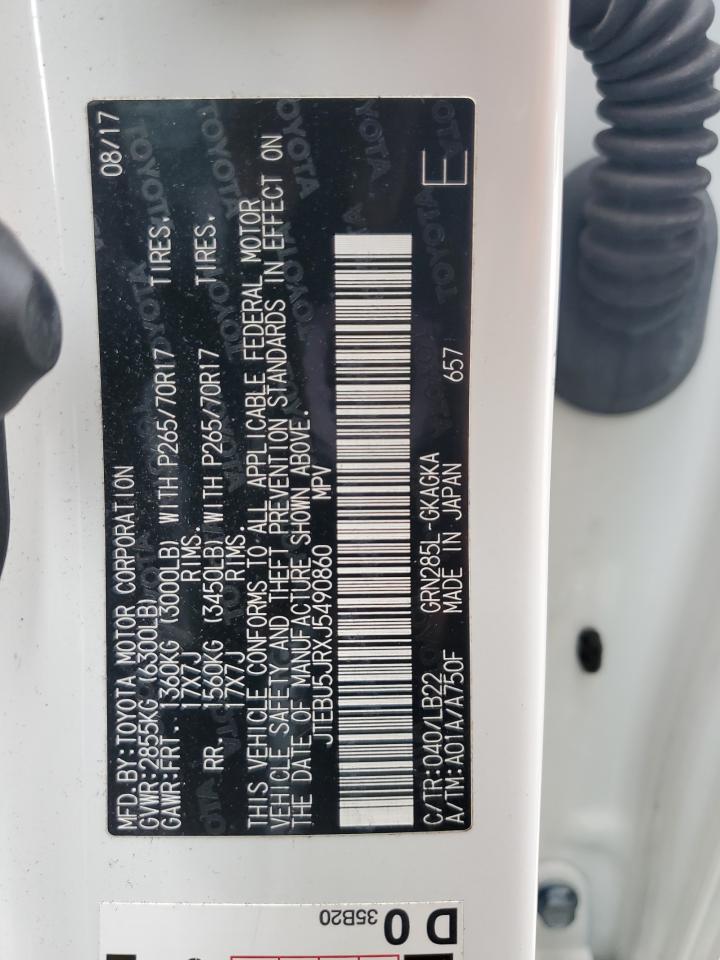 MFD.BY:TOYOTA MOTOR CORPORATION 08/17
GVWR:2855KG (6300LB)
GAWR:FRT. 1360KG (3000LB) WITH P265/70R17 TIRES.
17X7J RIMS.
RR. 1560KG (3450LB) WITH P265/70R17 TIRES.
17X7J RIMS.
THIS VEHICLE CONFORMS TO ALL APPLICABLE FEDERAL MOTOR
VEHICLE SAFETY AND THEFT PREVENTION STANDARDS IN EFFECT ON
THE DATE OF MANUFACTURE SHOWN ABOVE.
JTEBU5JRXJ5490860 MPV
C/TR:040/LB22 GRN285L-GKAGKA
A/TM:A01A/A750F MADE IN JAPAN 657
E
35B20
D0